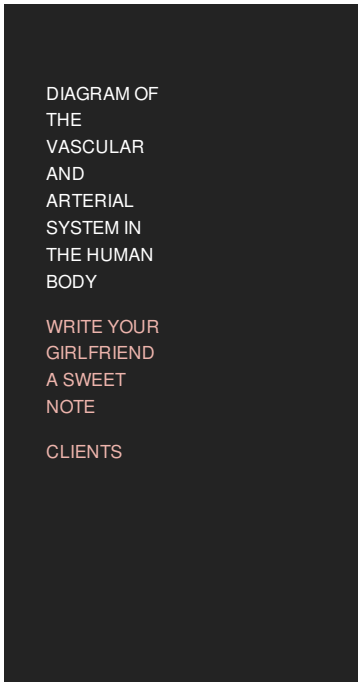 DIAGRAM OF
THE
VASCULAR
AND
ARTERIAL
SYSTEM IN
THE HUMAN
BODY
WRITE YOUR
GIRLFRIEND
A SWEET
NOTE
CLIENTS